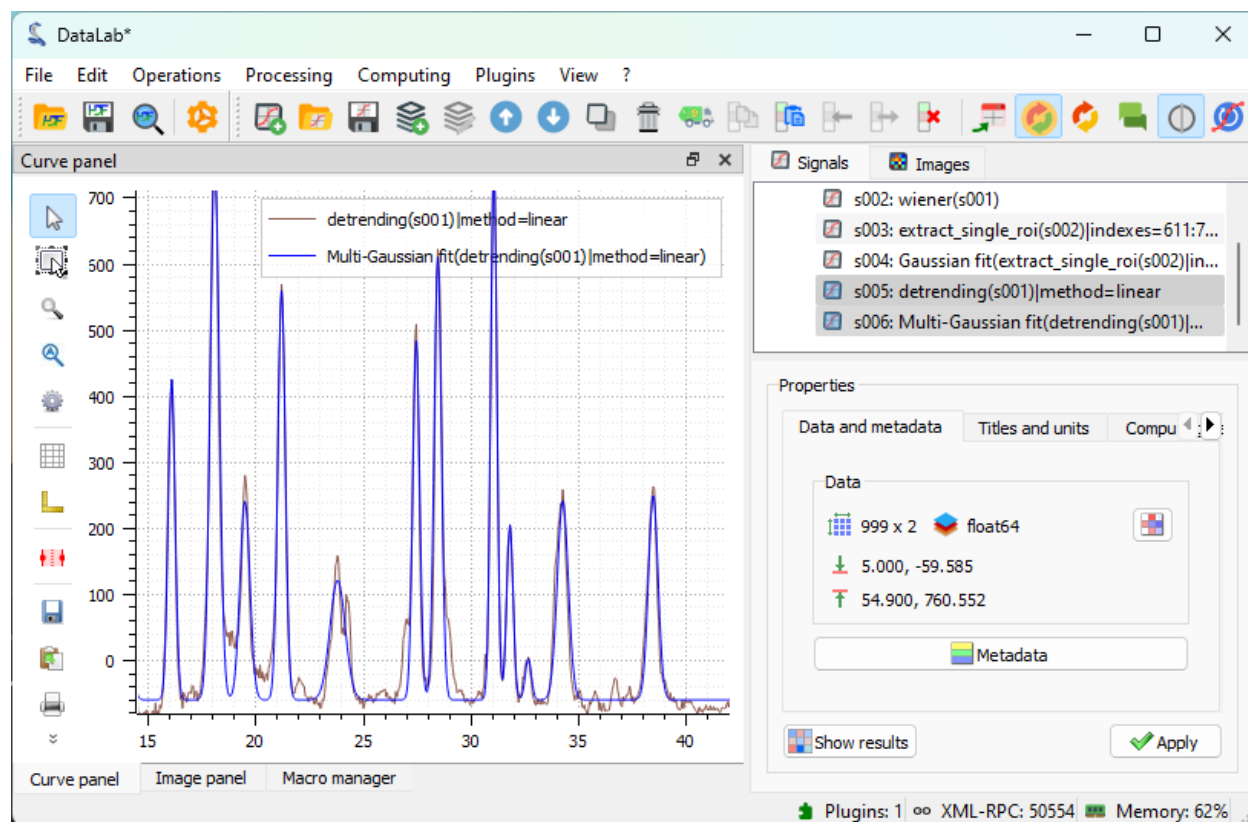 DataLab*
File Edit Operations Processing Computing Plugins View ?
Curve panel
700
600
500
400
300
200
100
0
15 20 25 30 35 40
detrending(s001)|method=linear
Multi-Gaussian fit(detrending(s001)|method=linear)
Curve panel Image panel Macro manager
Signals Images
s002: wiener(s001)
s003: extract_single_roi(s002)|indexes=611:7...
s004: Gaussian fit(extract_single_roi(s002)|in...
s005: detrending(s001)|method=linear
s006: Multi-Gaussian fit(detrending(s001)|...
Properties
Data and metadata Titles and units Compu
Data
999 x 2 float64
5.000, -59.585
54.900, 760.552
Metadata
Show results Apply
Plugins: 1 XML-RPC: 50554 Memory: 62%